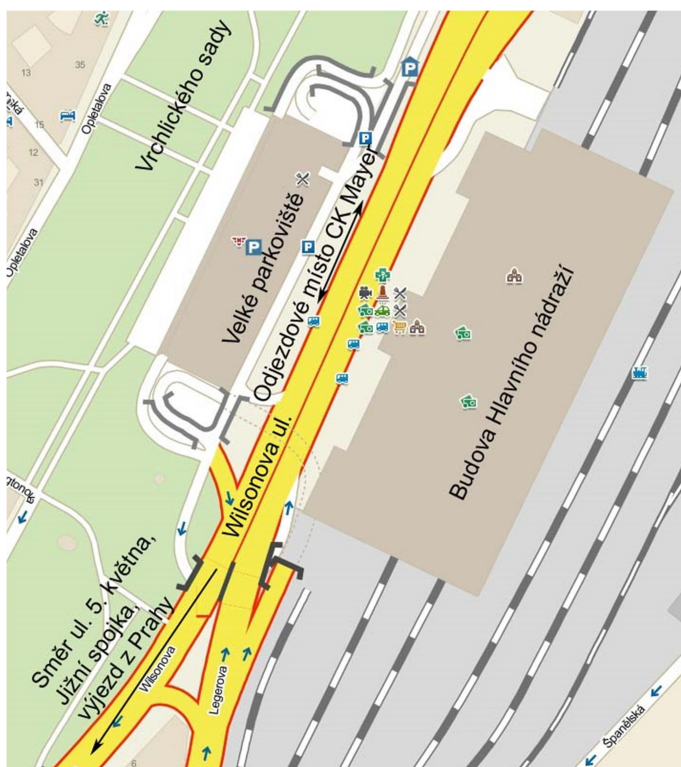 Vrchlického sady
Opletalova
Opletalova
13
35
15
12
31
Velké parkoviště
Odjezdové místo CK Mayer
Budova Hlavního nádraží
Wilsonova ul.
Směr ul. 5. května,
Jižní spojka,
výjezd z Prahy
Wilsonova
Legerova
Španělská
6
P
P
P
P